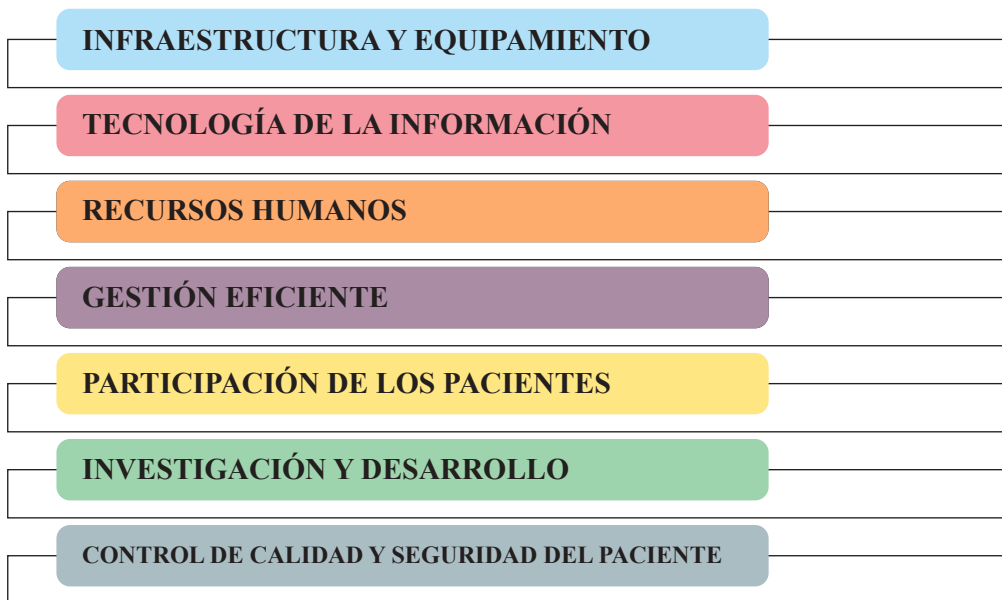 INFRAESTRUCTURA Y EQUIPAMIENTO
TECNOLOGÍA DE LA INFORMACIÓN
RECURSOS HUMANOS
GESTIÓN EFICIENTE
PARTICIPACIÓN DE LOS PACIENTES
INVESTIGACIÓN Y DESARROLLO
CONTROL DE CALIDAD Y SEGURIDAD DEL PACIENTE